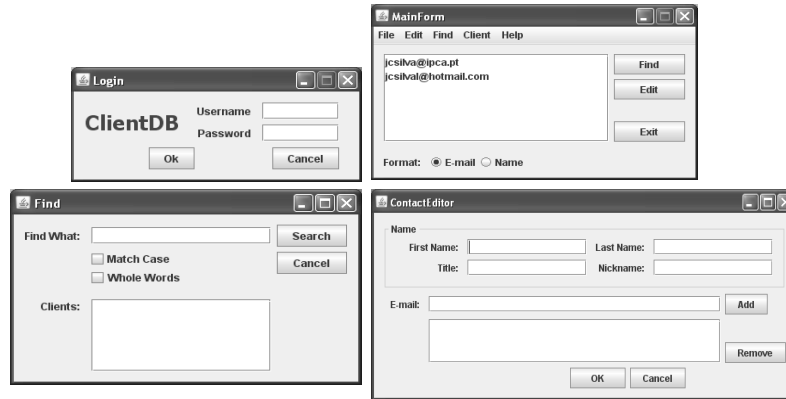 Login
ClientDB
Username
Password
Ok Cancel
MainForm
File Edit Find Client Help
jcsilva@ipca.pt
jcsilval@hotmail.com
Find
Edit
Exit
Format: E-mail Name
Find
Find What: Search
Match Case Cancel
Whole Words
Clients:
ContactEditor
Name
First Name: Last Name:
Title: Nickname:
E-mail: Add
Remove
OK Cancel